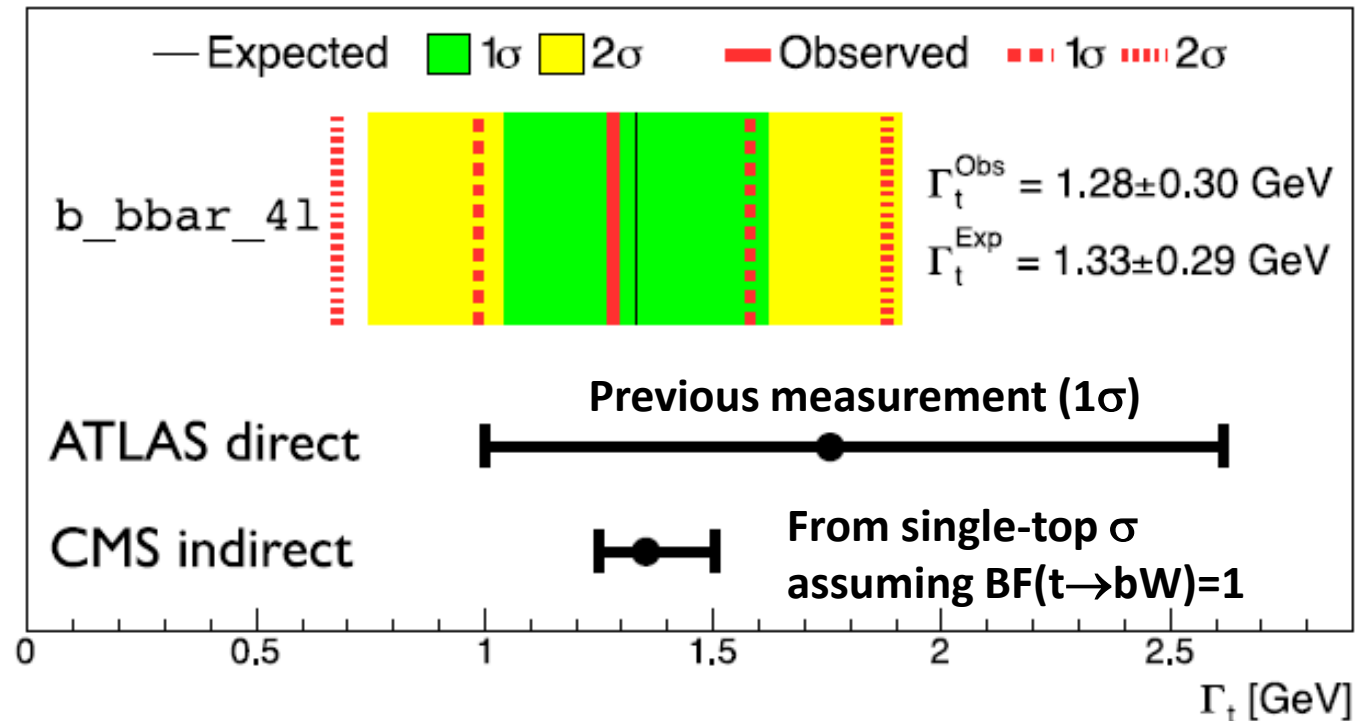 Expected 1σ 2σ Observed 1σ 2σ
b_bbar_4l
Γ_t^Obs = 1.28±0.30 GeV
Γ_t^Exp = 1.33±0.29 GeV
Previous measurement (1σ)
ATLAS direct
CMS indirect
From single-top σ
assuming BF(t→bW)=1
0 0.5 1 1.5 2 2.5
Γ_t [GeV]